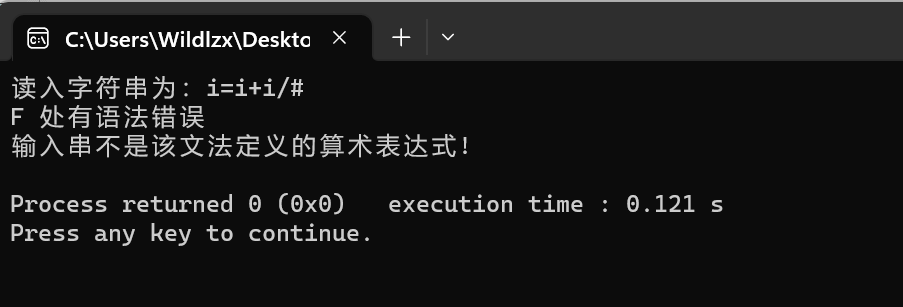 C:\Users\Wildlzx\Deskto
读入字符串为：i=i+i/#
F 处有语法错误
输入串不是该文法定义的算术表达式！
Process returned 0 (0x0)   execution time : 0.121 s
Press any key to continue.